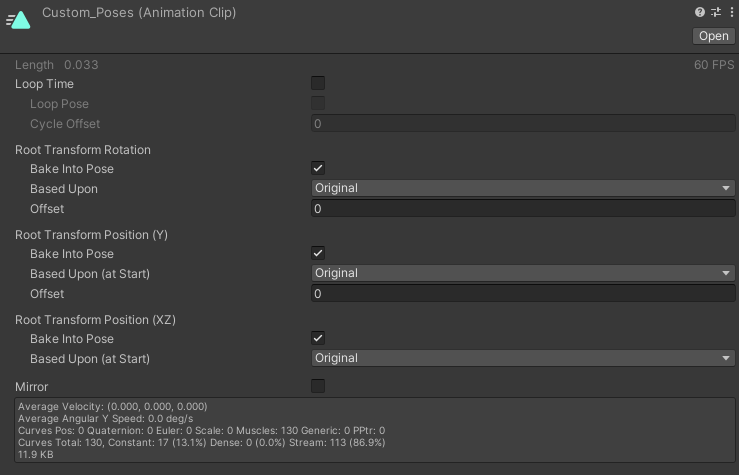 Custom_Poses (Animation Clip)
Open
Length 0.033 60 FPS
Loop Time
Loop Pose
Cycle Offset 0
Root Transform Rotation
Bake Into Pose
Based Upon Original
Offset 0
Root Transform Position (Y)
Bake Into Pose
Based Upon (at Start) Original
Offset 0
Root Transform Position (XZ)
Bake Into Pose
Based Upon (at Start) Original
Mirror
Average Velocity: (0.000, 0.000, 0.000)
Average Angular Y Speed: 0.0 deg/s
Curves Pos: 0 Quaternion: 0 Euler: 0 Scale: 0 Muscles: 130 Generic: 0 PPtr: 0
Curves Total: 130, Constant: 17 (13.1%) Dense: 0 (0.0%) Stream: 113 (86.9%)
11.9 KB